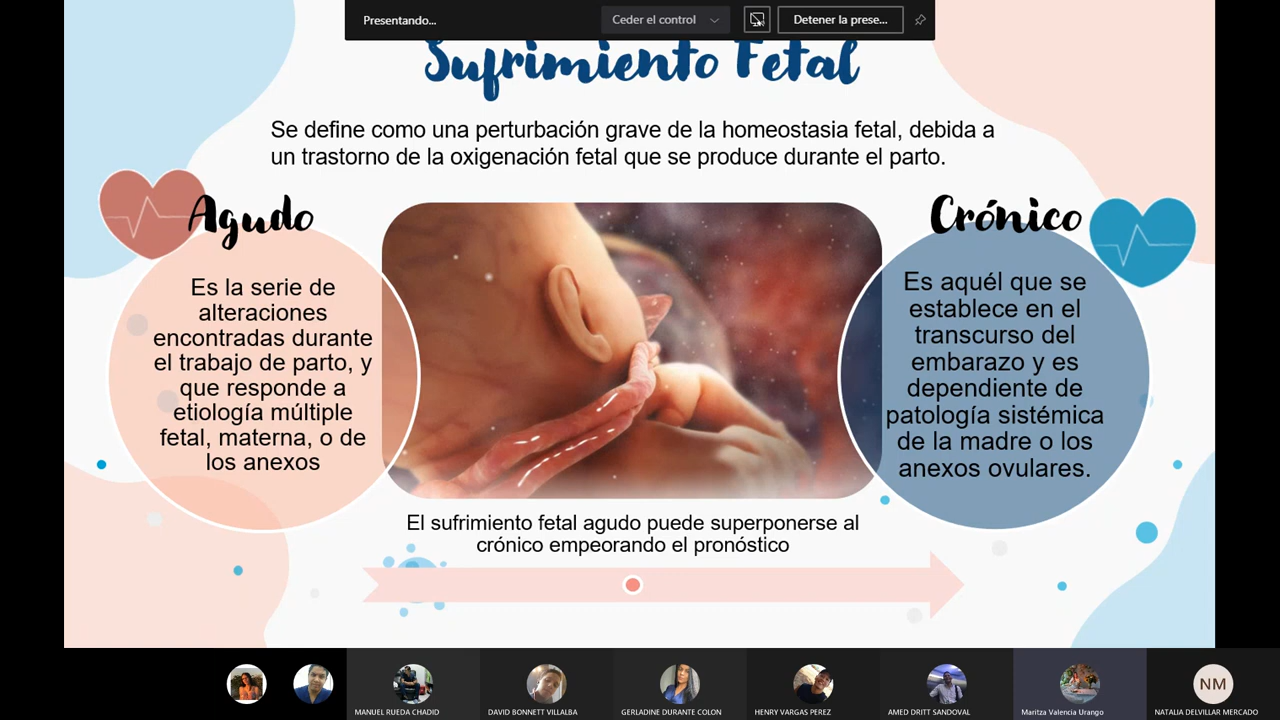 Presentando...
Ceder el control
Detener la prese...
Sufrimiento Fetal
Se define como una perturbación grave de la homeostasia fetal, debida a
un trastorno de la oxigenación fetal que se produce durante el parto.
Agudo
Es la serie de
alteraciones
encontradas durante
el trabajo de parto, y
que responde a
etiología múltiple
fetal, materna, o de
los anexos
Crónico
Es aquél que se
establece en el
transcurso del
embarazo y es
dependiente de
patología sistémica
de la madre o los
anexos ovulares.
El sufrimiento fetal agudo puede superponerse al
crónico empeorando el pronóstico
MANUEL RUEDA CHADID
DAVID BONNETT VILLALBA
GERLADINE DURANTE COLON
HENRY VARGAS PEREZ
AMED DRITT SANDOVAL
Maritza Valencia Urango
NM
NATALIA DELVILLAR MERCADO